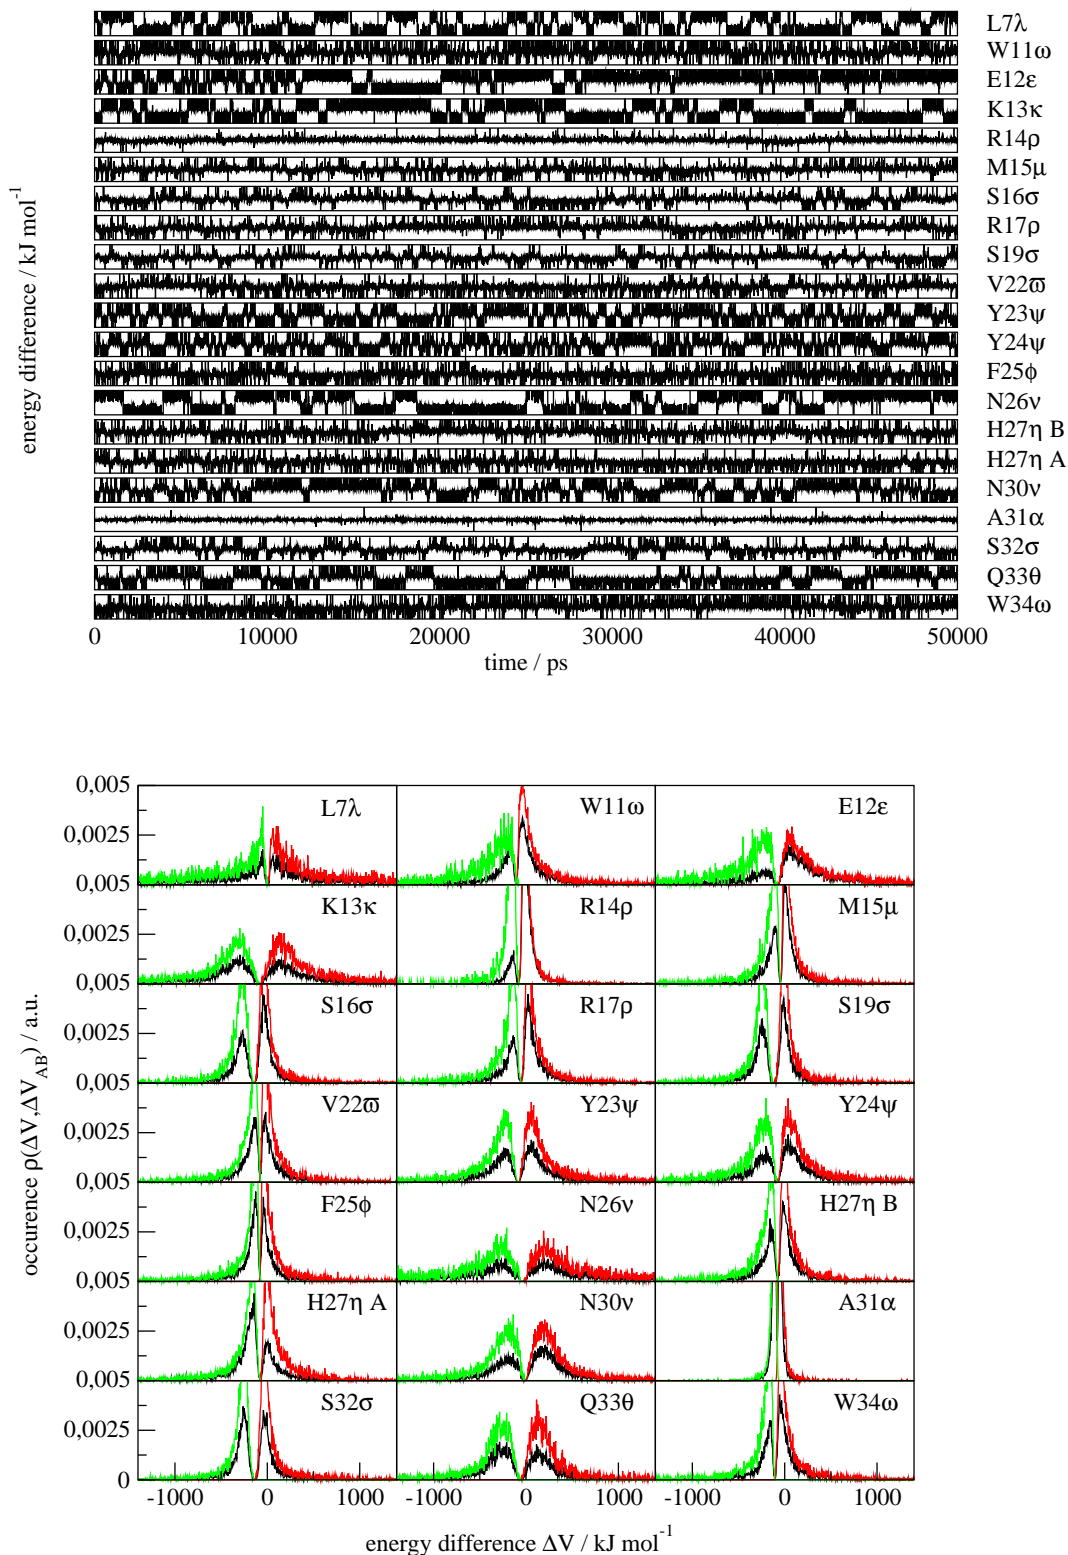 L7λ
W11ω
E12ε
K13κ
R14ρ
M15μ
S16σ
R17ρ
S19σ
V22ϖ
Y23ψ
Y24ψ
F25ϕ
N26ν
H27η B
H27η A
N30ν
A31α
S32σ
Q33θ
W34ω
energy difference / kJ mol⁻¹
0 10000 20000 30000 40000 50000
time / ps
0,005 L7λ W11ω E12ε
0,0025
0,005 K13κ R14ρ M15μ
0,0025
0,005 S16σ R17ρ S19σ
0,0025
0,005 V22ϖ Y23ψ Y24ψ
0,0025
0,005 F25ϕ N26ν H27η B
0,0025
0,005 H27η A N30ν A31α
0,0025
0,005 S32σ Q33θ W34ω
0,0025
0
occurence ρ(ΔV,ΔV_AB) / a.u.
-1000 0 1000 -1000 0 1000 -1000 0 1000
energy difference ΔV / kJ mol⁻¹